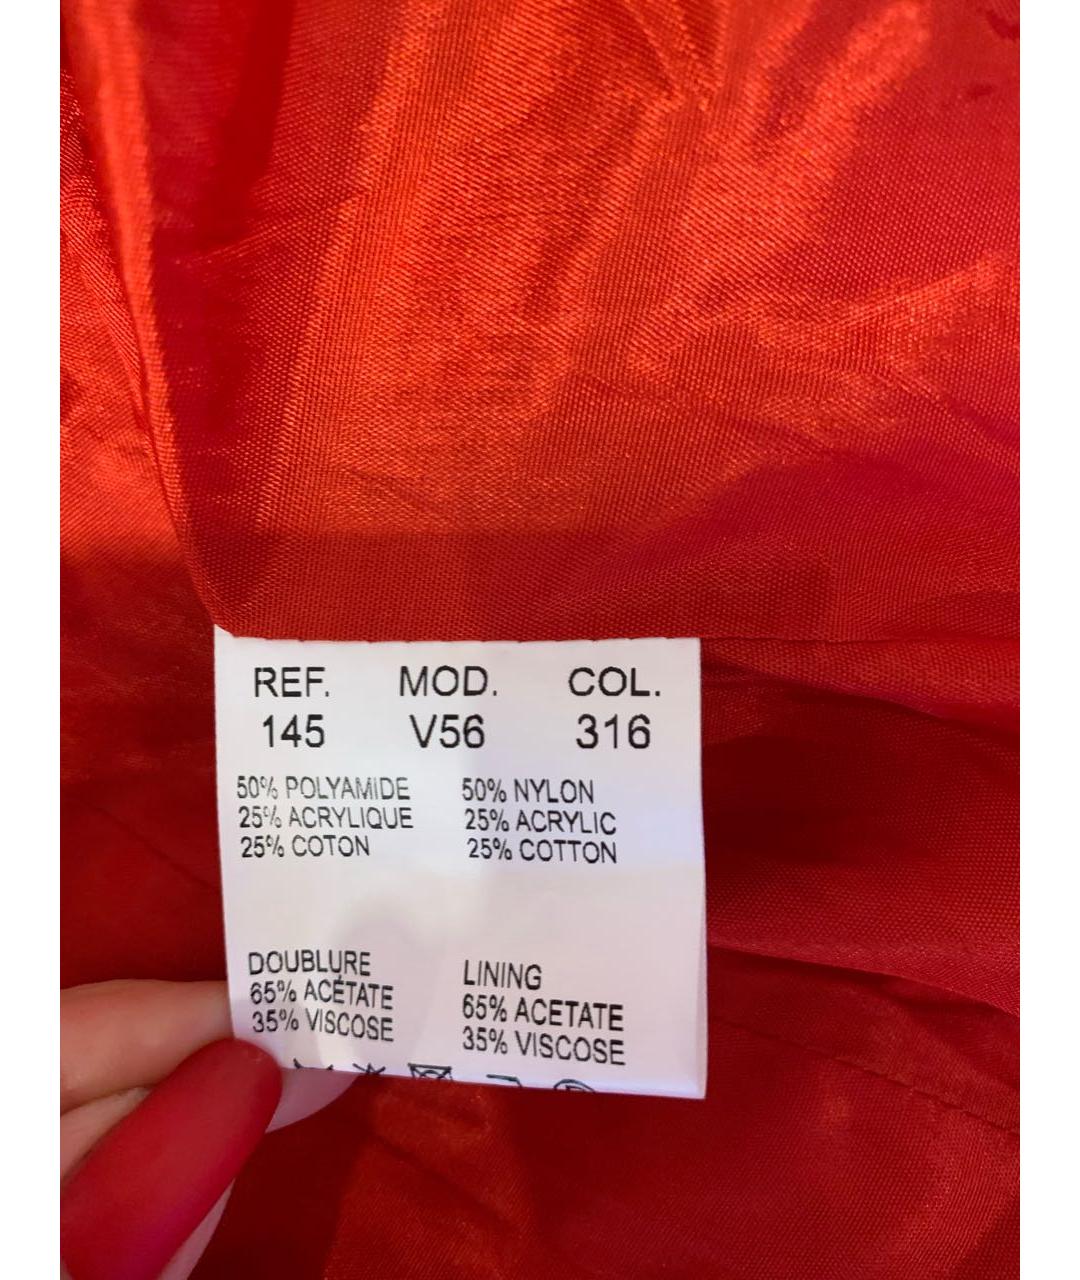 REF. MOD. COL.
145 V56 316
50% POLYAMIDE 50% NYLON
25% ACRYLIQUE 25% ACRYLIC
25% COTON 25% COTTON
DOUBLURE LINING
65% ACÉTATE 65% ACETATE
35% VISCOSE 35% VISCOSE